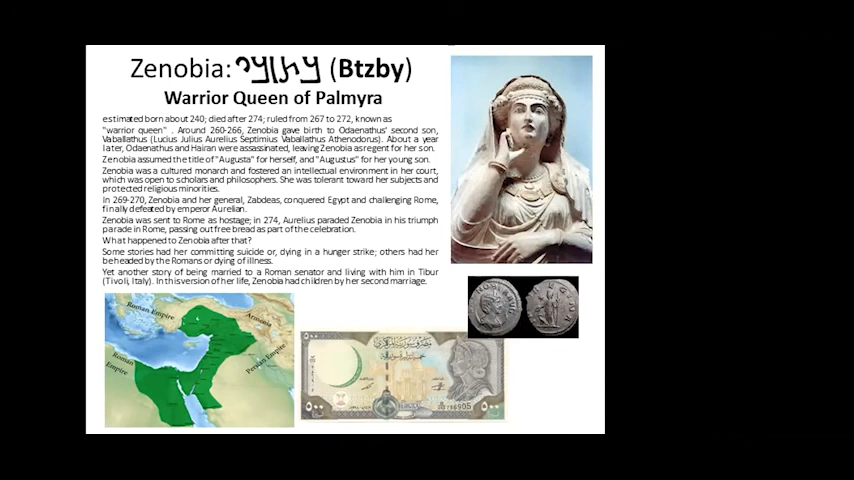 Zenobia: (Btzby)
Warrior Queen of Palmyra
estimated born about 240; died after 274; ruled from 267 to 272, known as
"warrior queen" . Around 260-266, Zenobia gave birth to Odaenathus' second son,
Vaballathus (Lucius Julius Aurelius Septimius Vaballathus Athenodorus). About a year
later, Odaenathus and Hairan were assassinated, leaving Zenobia as regent for her son.
Zenobia assumed the title of "Augusta" for herself, and "Augustus" for her young son.
Zenobia was a cultured monarch and fostered an intellectual environment in her court,
which was open to scholars and philosophers. She was tolerant toward her subjects and
protected religious minorities.
In 269-270, Zenobia and her general, Zabdeas, conquered Egypt and challenging Rome,
finally defeated by emperor Aurelian.
Zenobia was sent to Rome as hostage; in 274, Aurelius paraded Zenobia in his triumph
parade in Rome, passing out free bread as part of the celebration.
What happened to Zenobia after that?
Some stories had her committing suicide or, dying in a hunger strike; others had her
beheaded by the Romans or dying of illness.
Yet another story of being married to a Roman senator and living with him in Tibur
(Tivoli, Italy). In this version of her life, Zenobia had children by her second marriage.
Roman Empire
Armenia
Roman
Empire
Persian Empire
٥٠٠
مصرف سورية المركزي
٥٠٠
٥٠٠